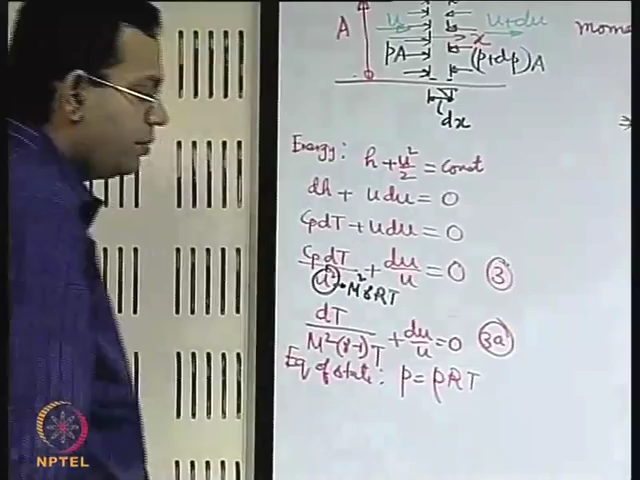 A u u+du mome
pA x (p+dp)A
dx
Energy: h + u²/2 = Const
dh + udu = 0
CpdT + udu = 0
CpdT/u² + du/u = 0 (3)
M²γRT
dT/M²(γ-1)T + du/u = 0 (3a)
Eq of state: p = ρRT
NPTEL